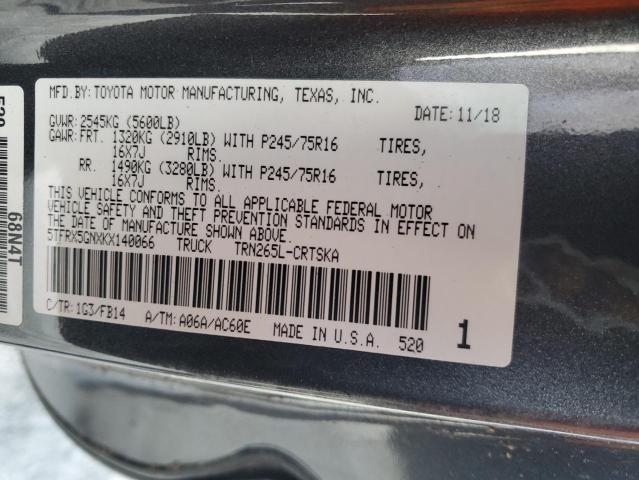 MFD.BY:TOYOTA MOTOR MANUFACTURING, TEXAS, INC.
DATE:11/18
GVWR:2545KG (5600LB)
GAWR:FRT. 1320KG (2910LB) WITH P245/75R16 TIRES,
16X7J RIMS.
RR. 1490KG (3280LB) WITH P245/75R16 TIRES,
16X7J RIMS.
THIS VEHICLE CONFORMS TO ALL APPLICABLE FEDERAL MOTOR
VEHICLE SAFETY AND THEFT PREVENTION STANDARDS IN EFFECT ON
THE DATE OF MANUFACTURE SHOWN ABOVE.
5TFRX5GNXKX140066 TRUCK TRN265L-CRTSKA
C/TR:1G3/FB14 A/TM:A06A/AC60E MADE IN U.S.A. 520 1
68N4T